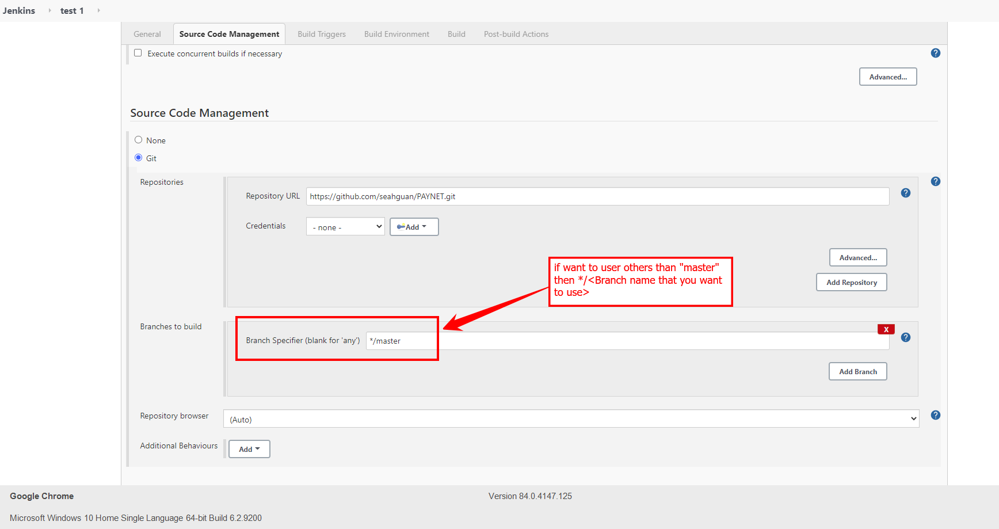 Jenkins test 1
General Source Code Management Build Triggers Build Environment Build Post-build Actions
Execute concurrent builds if necessary ?
Advanced...
Source Code Management
None
Git
Repositories ?
Repository URL https://github.com/seahguan/PAYNET.git ?
Credentials - none - Add
Advanced...
Add Repository
if want to user others than "master"
then */<Branch name that you want
to use>
Branches to build
X
Branch Specifier (blank for 'any') */master ?
Add Branch
Repository browser (Auto) ?
Additional Behaviours Add
Google Chrome Version 84.0.4147.125
Microsoft Windows 10 Home Single Language 64-bit Build 6.2.9200